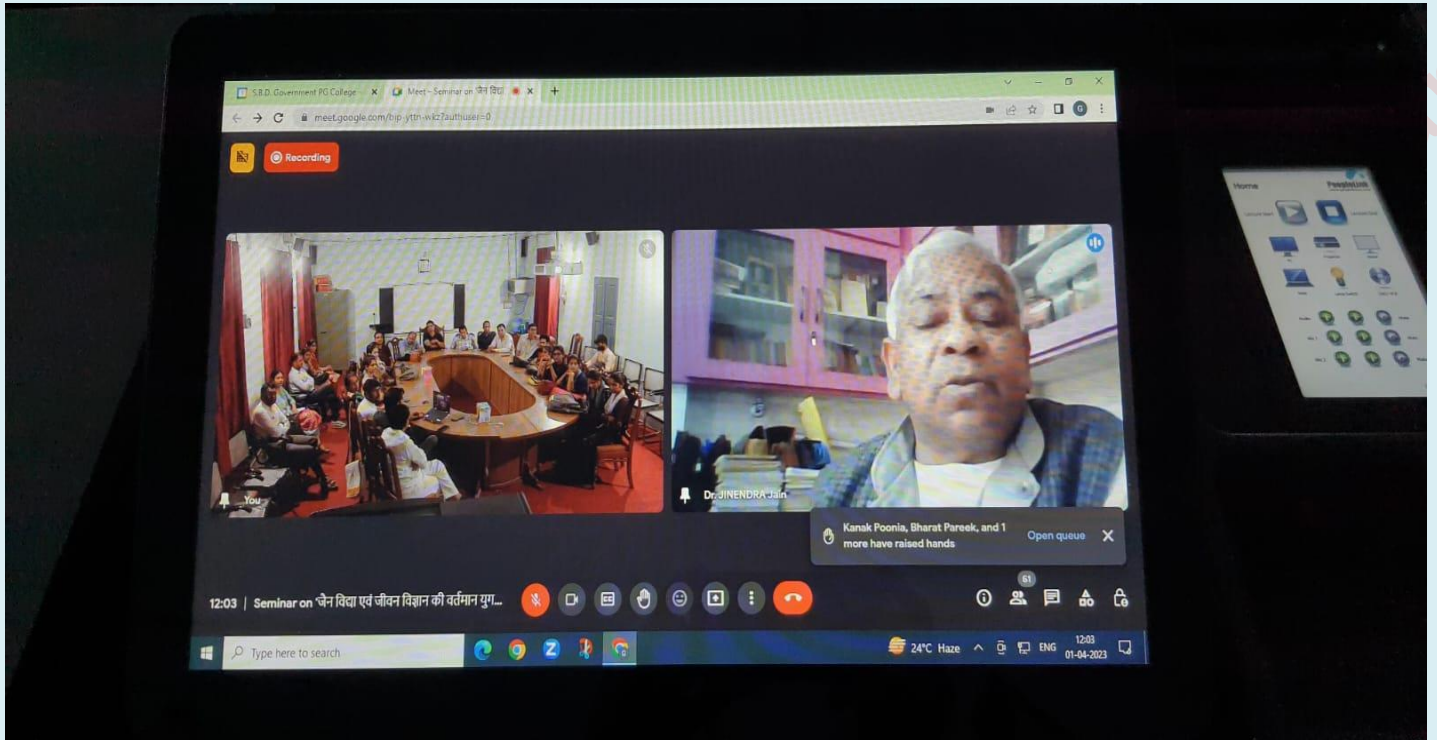 S.B.D. Government PG College
Meet – Seminar on 'जैन विद्या
meet.google.com/bjp-yttn-wkz?authuser=0
G
Recording
Home
PeopleLink
You
Dr. JINENDRA Jain
Kanak Poonia, Bharat Pareek, and 1
more have raised hands
Open queue
61
12:03 | Seminar on 'जैन विद्या एवं जीवन विज्ञान की वर्तमान युग...
CC
Type here to search
Z
24°C Haze
ENG
12:03
01-04-2023